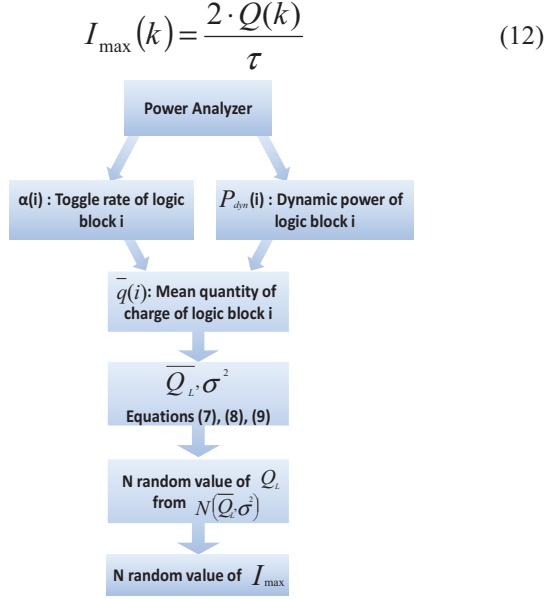 I_max(k) = 2 · Q(k) / τ (12)
Power Analyzer
α(i) : Toggle rate of logic
block i
P_dyn(i) : Dynamic power of
logic block i
q̅(i): Mean quantity of
charge of logic block i
Q̅_L, σ²
Equations (7), (8), (9)
N random value of Q_L
from N(Q̅_L, σ²)
N random value of I_max